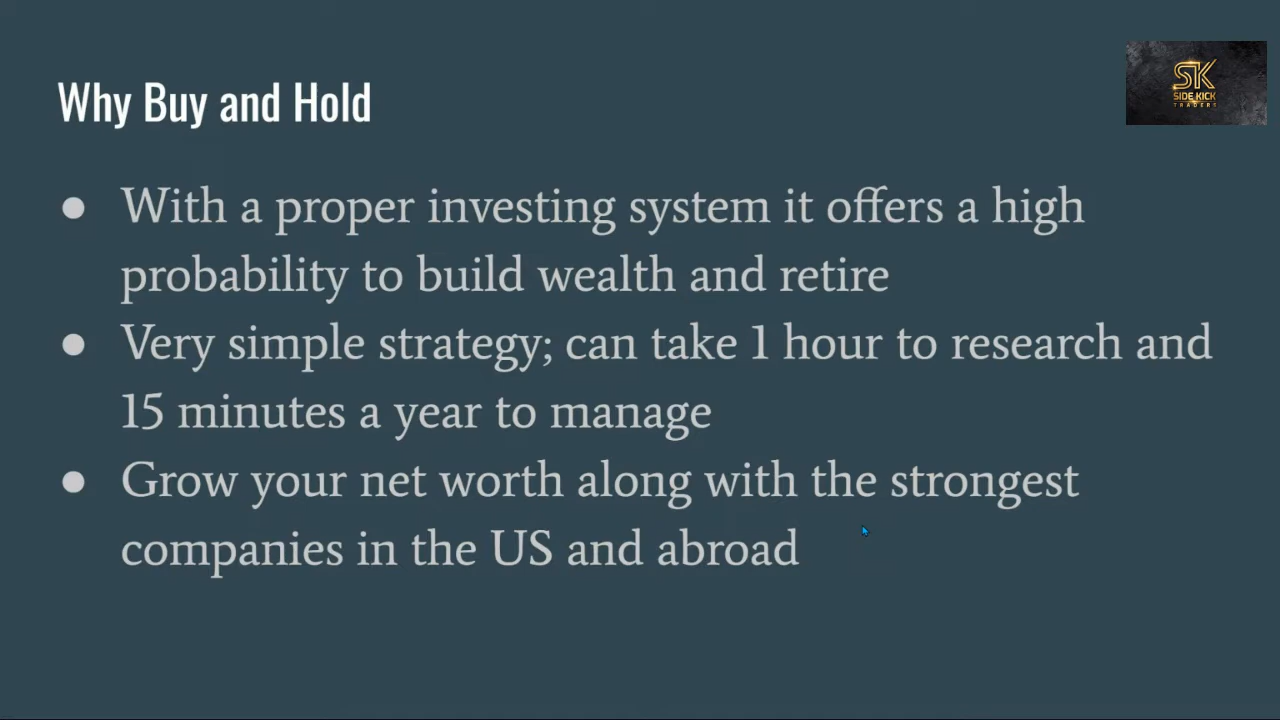 Why Buy and Hold
SK
SIDE KICK
TRADERS
● With a proper investing system it offers a high
probability to build wealth and retire
● Very simple strategy; can take 1 hour to research and
15 minutes a year to manage
● Grow your net worth along with the strongest
companies in the US and abroad